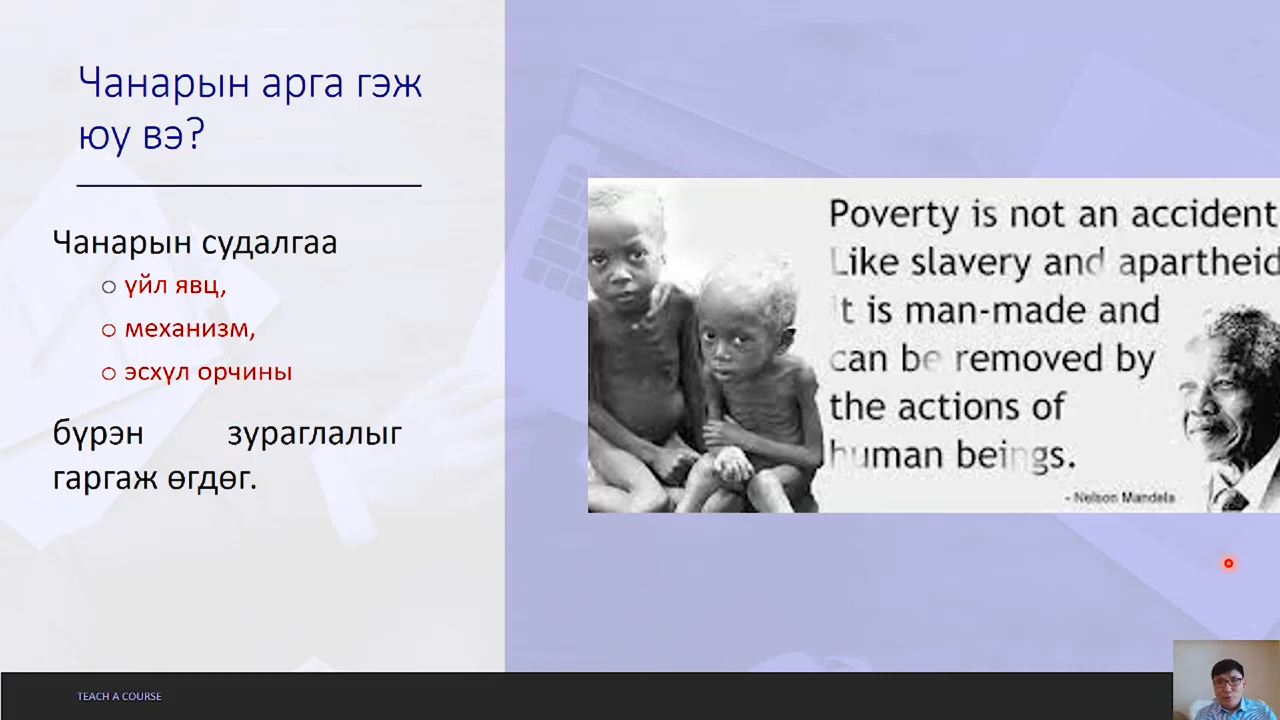 Чанарын арга гэж
юу вэ?
Чанарын судалгаа
үйл явц,
механизм,
эсхүл орчины
бүрэн зураглалыг
гаргаж өгдөг.
Poverty is not an accident
Like slavery and apartheid
it is man-made and
can be removed by
the actions of
human beings.
- Nelson Mandela
TEACH A COURSE